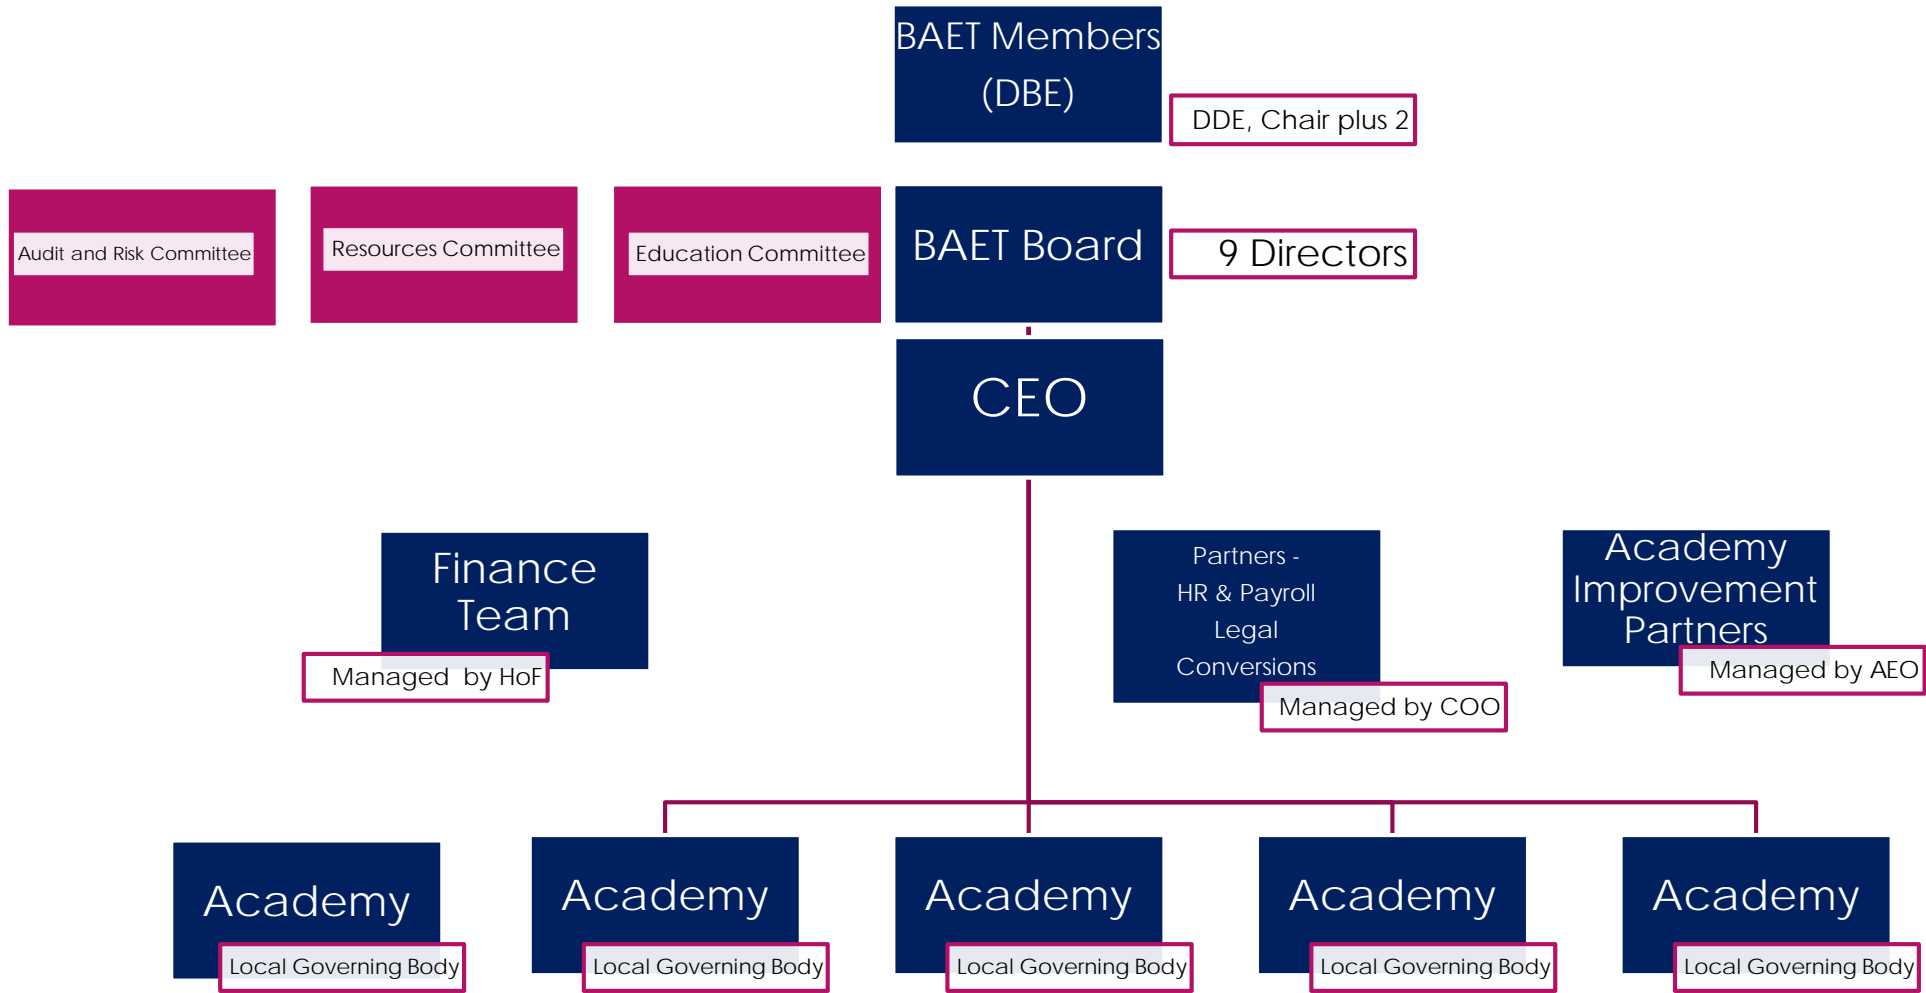 BAET Members
(DBE)
DDE, Chair plus 2
Audit and Risk Committee
Resources Committee
Education Committee
BAET Board
9 Directors
CEO
Finance
Team
Managed by HoF
Partners -
HR & Payroll
Legal
Conversions
Managed by COO
Academy
Improvement
Partners
Managed by AEO
Academy
Local Governing Body
Academy
Local Governing Body
Academy
Local Governing Body
Academy
Local Governing Body
Academy
Local Governing Body